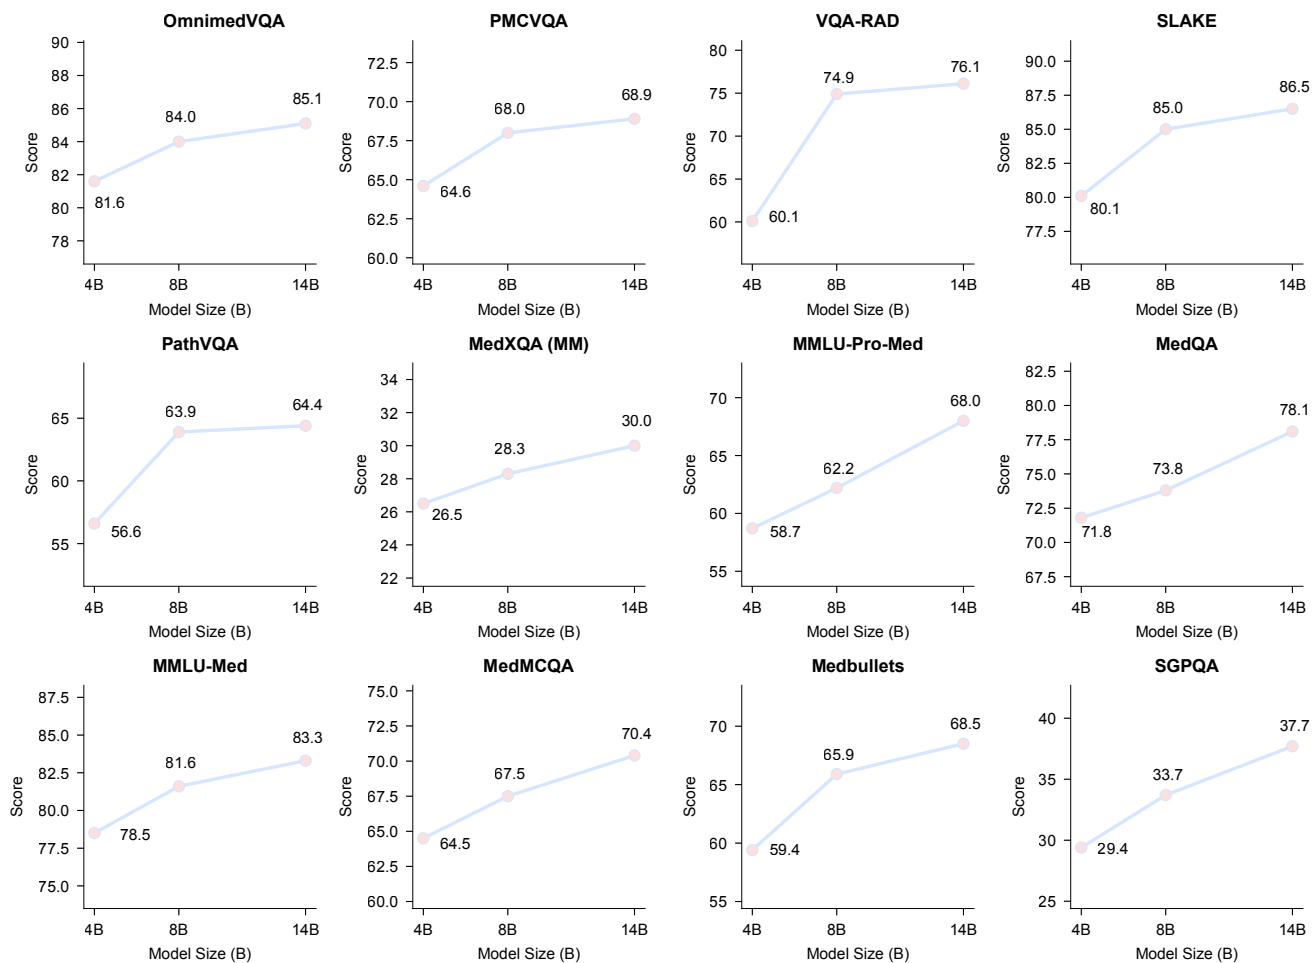 OmnimedVQA
90
88
86
84
82
80
78
Score
81.6
84.0
85.1
4B
8B
14B
Model Size (B)
PMCVQA
72.5
70.0
67.5
65.0
62.5
60.0
Score
64.6
68.0
68.9
4B
8B
14B
Model Size (B)
VQA-RAD
80
75
70
65
60
Score
60.1
74.9
76.1
4B
8B
14B
Model Size (B)
SLAKE
90.0
87.5
85.0
82.5
80.0
77.5
Score
80.1
85.0
86.5
4B
8B
14B
Model Size (B)
PathVQA
65
60
55
Score
56.6
63.9
64.4
4B
8B
14B
Model Size (B)
MedXQA (MM)
34
32
30
28
26
24
22
Score
26.5
28.3
30.0
4B
8B
14B
Model Size (B)
MMLU-Pro-Med
70
65
60
55
Score
58.7
62.2
68.0
4B
8B
14B
Model Size (B)
MedQA
82.5
80.0
77.5
75.0
72.5
70.0
67.5
Score
71.8
73.8
78.1
4B
8B
14B
Model Size (B)
MMLU-Med
87.5
85.0
82.5
80.0
77.5
75.0
Score
78.5
81.6
83.3
4B
8B
14B
Model Size (B)
MedMCQA
75.0
72.5
70.0
67.5
65.0
62.5
60.0
Score
64.5
67.5
70.4
4B
8B
14B
Model Size (B)
Medbullets
70
65
60
55
Score
59.4
65.9
68.5
4B
8B
14B
Model Size (B)
SGPQA
40
35
30
25
Score
29.4
33.7
37.7
4B
8B
14B
Model Size (B)